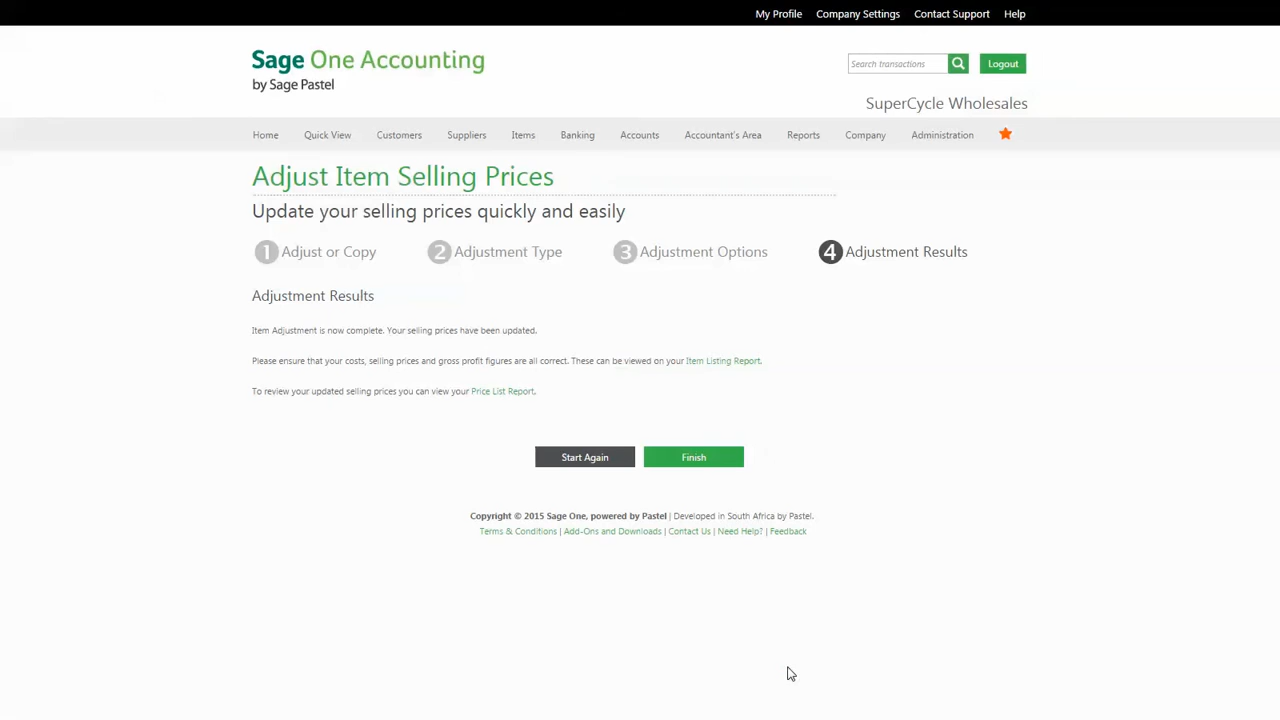 My Profile Company Settings Contact Support Help
Sage One Accounting
by Sage Pastel
Search transactions
Logout
SuperCycle Wholesales
Home Quick View Customers Suppliers Items Banking Accounts Accountant's Area Reports Company Administration
Adjust Item Selling Prices
Update your selling prices quickly and easily
1 Adjust or Copy 2 Adjustment Type 3 Adjustment Options 4 Adjustment Results
Adjustment Results
Item Adjustment is now complete. Your selling prices have been updated.
Please ensure that your costs, selling prices and gross profit figures are all correct. These can be viewed on your Item Listing Report.
To review your updated selling prices you can view your Price List Report.
Start Again Finish
Copyright © 2015 Sage One, powered by Pastel | Developed in South Africa by Pastel.
Terms & Conditions | Add-Ons and Downloads | Contact Us | Need Help? | Feedback